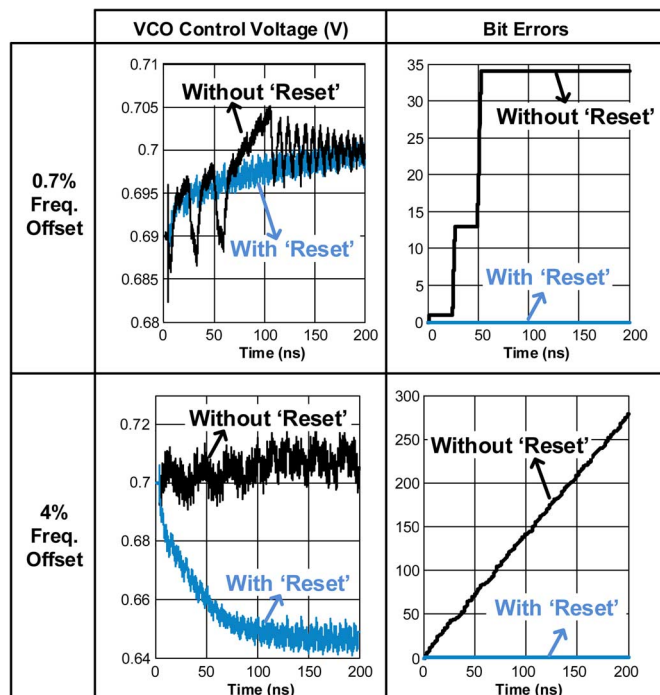 VCO Control Voltage (V)
Bit Errors
0.7%
Freq.
Offset
0.71
0.705
0.7
0.695
0.69
0.685
0.68
Without ‘Reset’
With ‘Reset’
0 50 100 150 200
Time (ns)
35
30
25
20
15
10
5
0
Without ‘Reset’
With ‘Reset’
0 50 100 150 200
Time (ns)
4%
Freq.
Offset
0.72
0.7
0.68
0.66
0.64
Without ‘Reset’
With ‘Reset’
0 50 100 150 200
Time (ns)
300
250
200
150
100
50
0
Without ‘Reset’
With ‘Reset’
0 50 100 150 200
Time (ns)